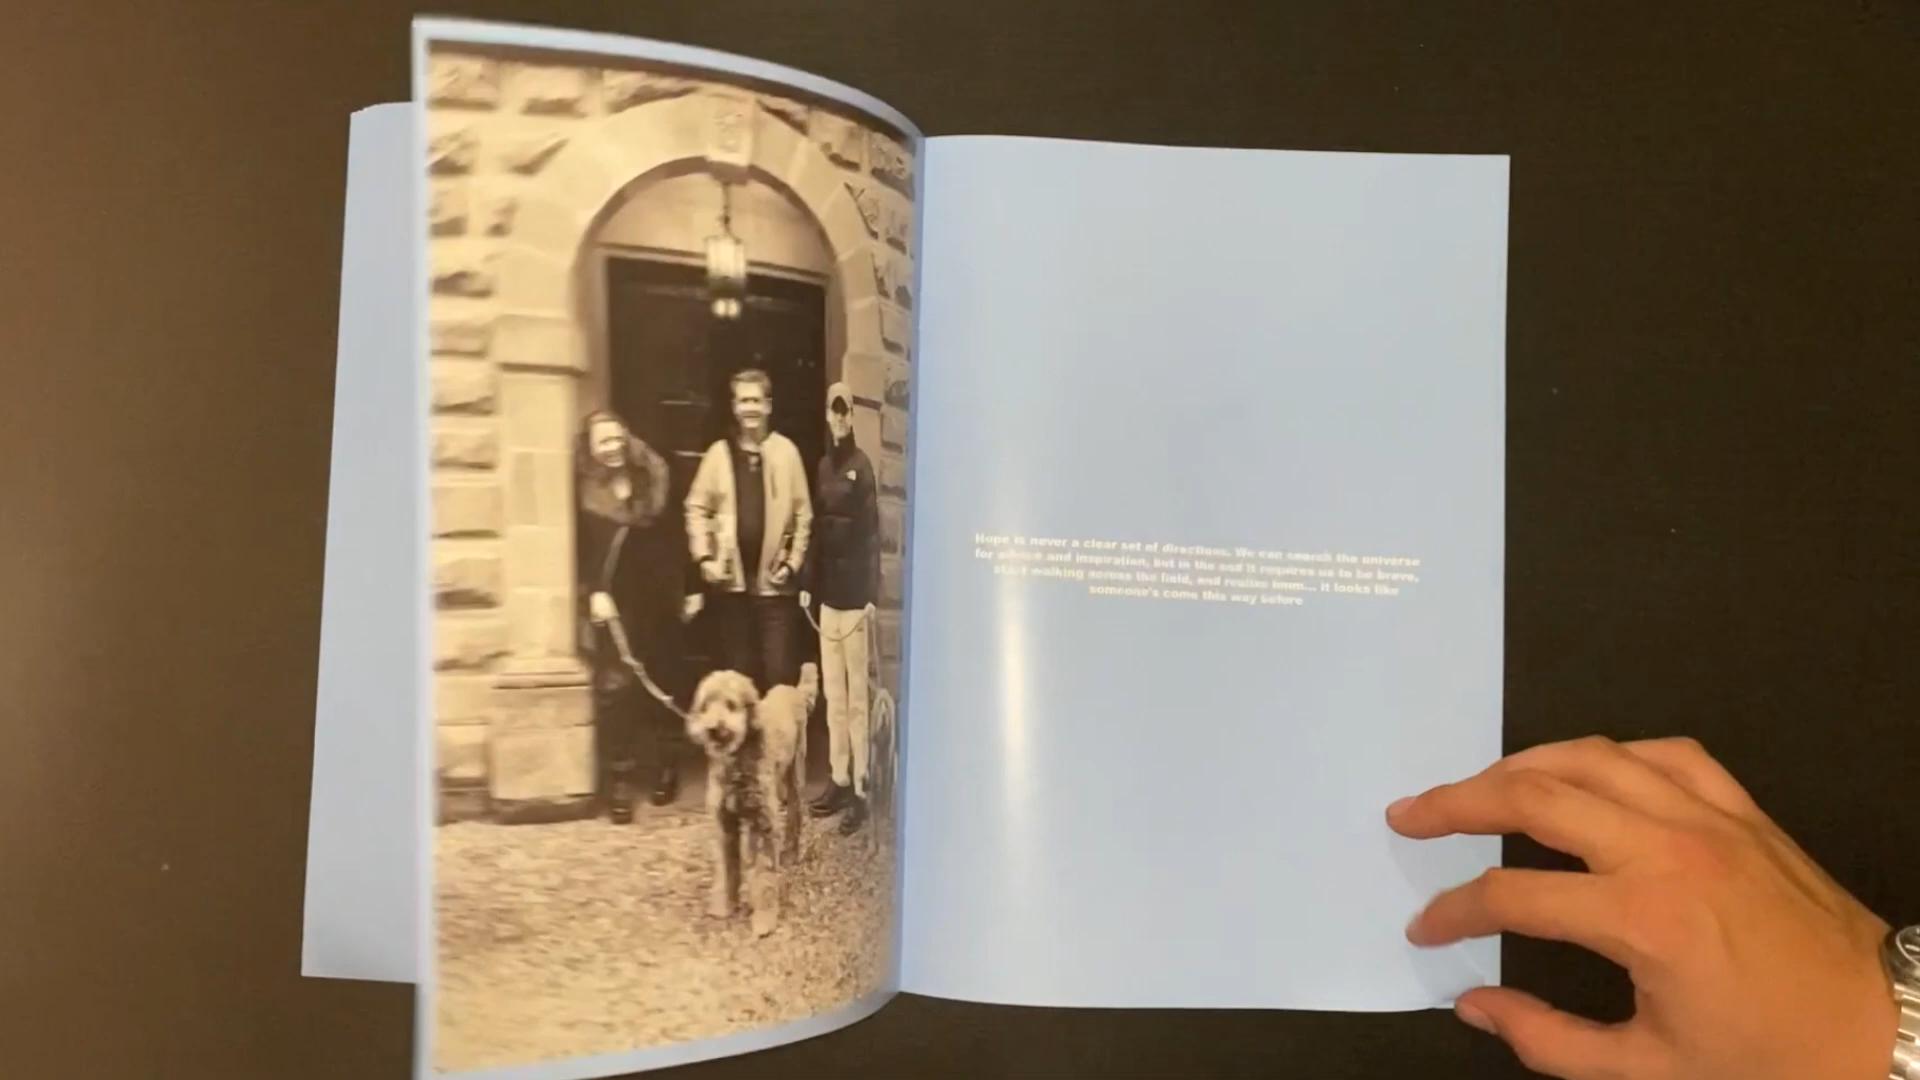 Hope is never a clear set of directions. We can search the universe
for advice and inspiration, but in the end it requires us to be brave,
start walking across the field, and realize hmm... it looks like
someone's come this way before